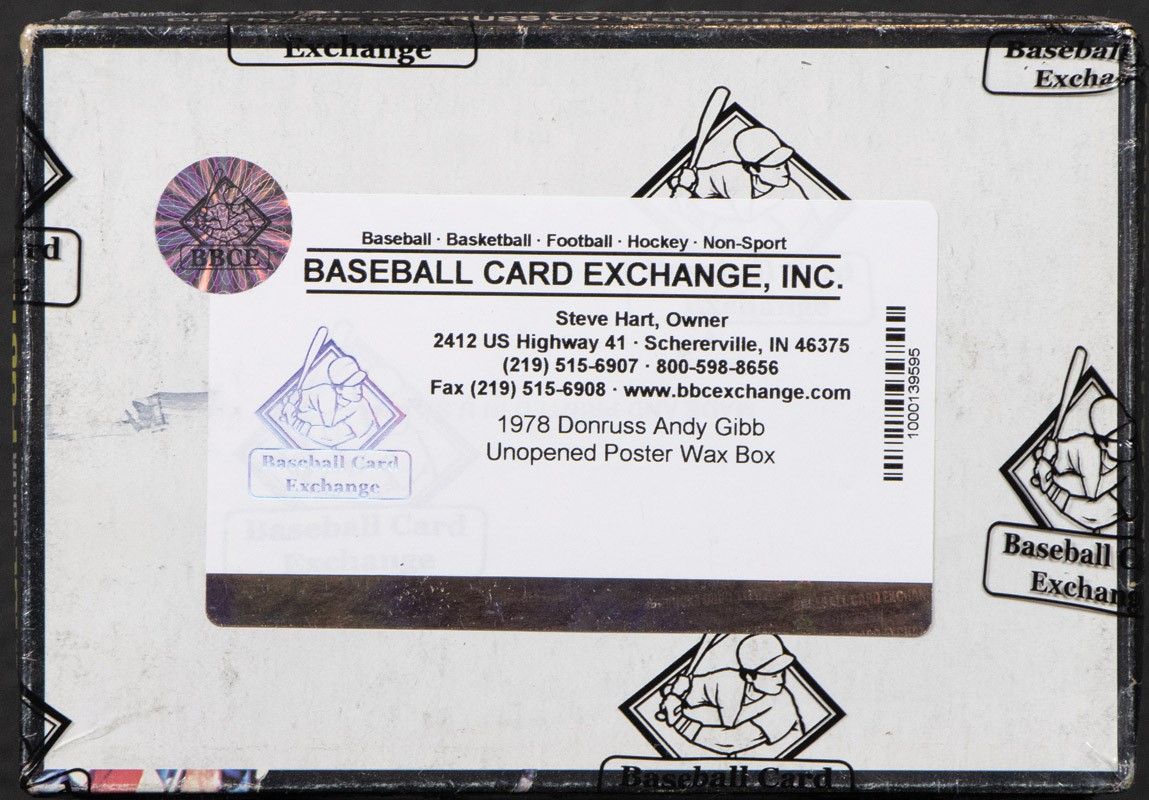 Exchange
Baseball
BBCE
Baseball · Basketball · Football · Hockey · Non-Sport
BASEBALL CARD EXCHANGE, INC.
Steve Hart, Owner
2412 US Highway 41 · Schererville, IN 46375
(219) 515-6907 · 800-598-8656
Fax (219) 515-6908 · www.bbcexchange.com
1978 Donruss Andy Gibb
Unopened Poster Wax Box
1000139595
Baseball Card
Exchange
Baseball Card
Exchange
Baseball
Baseball Card